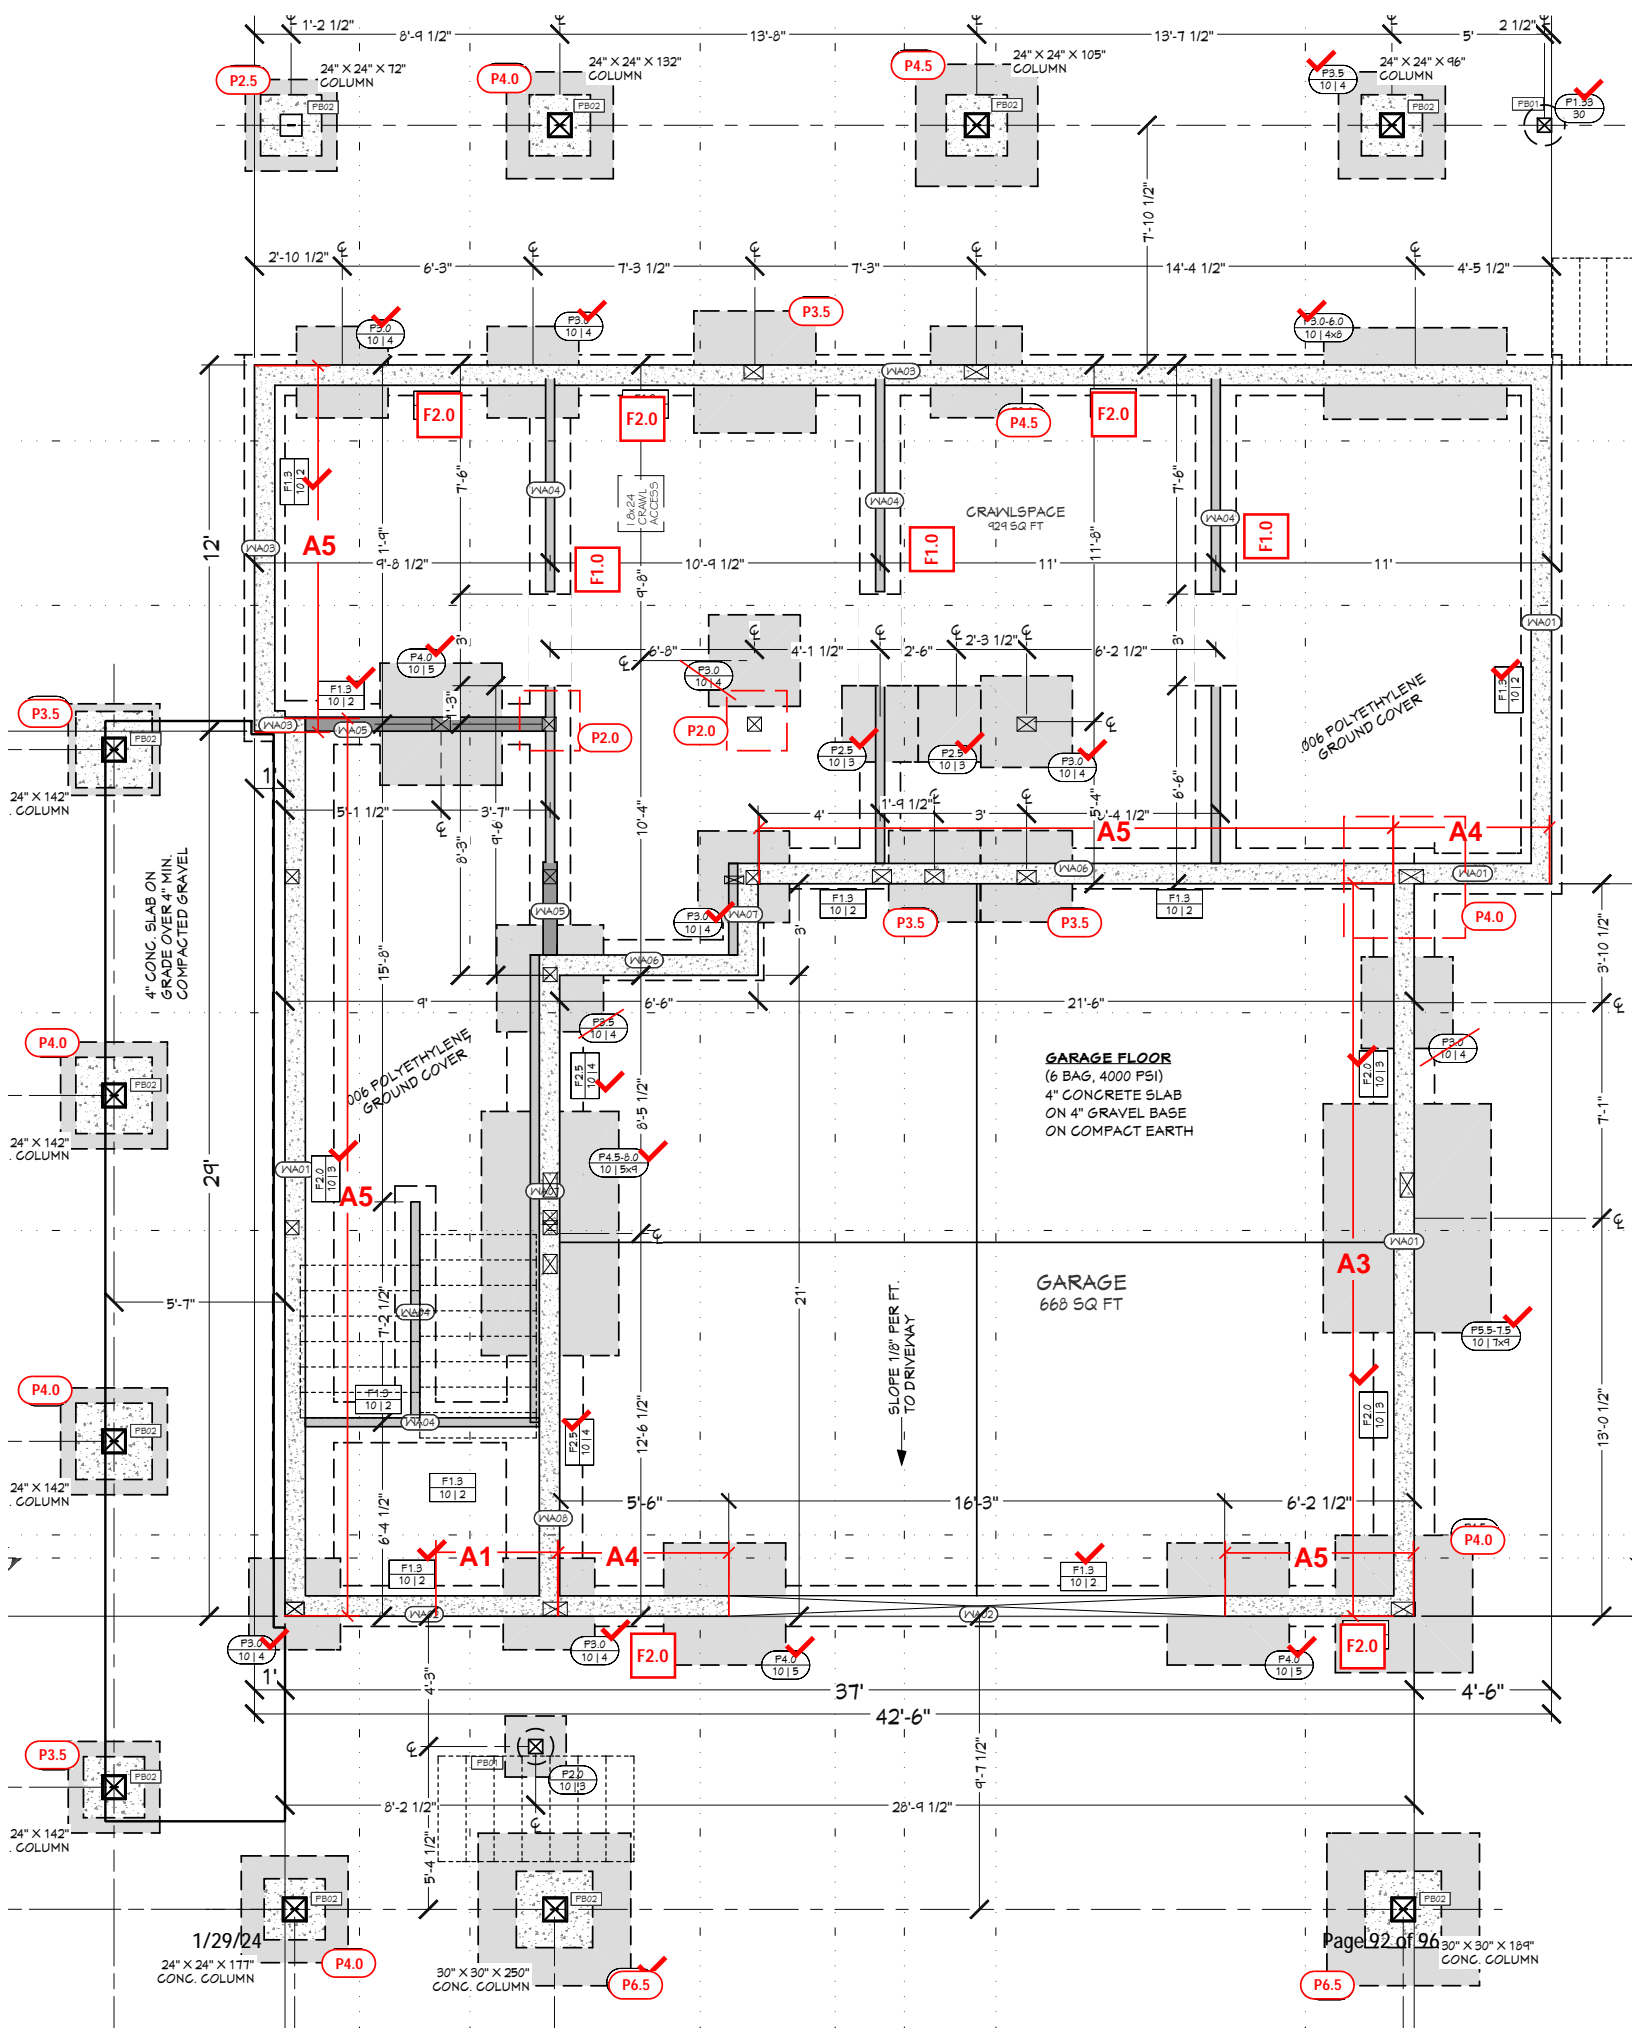 1'-2 1/2"
8'-9 1/2"
13'-8"
13'-7 1/2"
5'
2 1/2"
P2.5
24" X 24" X 72"
COLUMN
PB02
P4.0
24" X 24" X 132"
COLUMN
PB02
P4.5
24" X 24" X 105"
COLUMN
PB02
P3.5
10 | 4
24" X 24" X 96"
COLUMN
PB02
PB01
P1.33
30
7'-10 1/2"
2'-10 1/2"
6'-3"
7'-3 1/2"
7'-3"
14'-4 1/2"
4'-5 1/2"
P3.0
10 | 4
P3.0
10 | 4
P3.5
P3.0-6.0
10 | 4x8
WA03
F2.0
F2.0
P4.5
F2.0
F1.3
10 | 2
7'-6"
WA04
18x24
CRAWL
ACCESS
WA04
CRAWLSPACE
929 SQ FT
WA04
7'-6"
12'
WA03
A5
1'-9"
9'-8 1/2"
F1.0
10'-9 1/2"
9'-8"
F1.0
11'
11'-8"
F1.0
11'
WA01
3'
6'-8"
4'-1 1/2"
2'-6"
2'-3 1/2"
6'-2 1/2"
3'
P4.0
10 | 5
P3.0
10 | 4
F1.3
10 | 2
F1.3
10 | 2
.006 POLYETHYLENE
GROUND COVER
P3.5
PB02
WA03
WA05
1'-3"
P2.0
P2.0
P2.5
10 | 3
P2.5
10 | 3
P3.0
10 | 4
24" X 142"
. COLUMN
1'
5'-1 1/2"
3'-7"
9'-6"
8'-3"
10'-4"
4'
1'-9 1/2"
3'
5'-4"
6'-6"
A5
A4
4" CONC. SLAB ON
GRADE OVER 4" MIN.
COMPACTED GRAVEL
WA06
WA01
WA05
WA07
P3.0
10 | 4
F1.3
10 | 2
P3.5
P3.5
F1.3
10 | 2
P4.0
3'
3'-10 1/2"
15'-8"
WA06
9'
6'-6"
21'-6"
P4.0
PB02
24" X 142"
. COLUMN
.006 POLYETHYLENE
GROUND COVER
P3.5
10 | 4
F2.5
10 | 4
8'-5 1/2"
GARAGE FLOOR
(6 BAG, 4000 PSI)
4" CONCRETE SLAB
ON 4" GRAVEL BASE
ON COMPACT EARTH
P3.0
10 | 4
F2.0
10 | 3
7'-1"
29'
WA01
F2.0
10 | 3
A5
P4.5-8.0
10 | 5x9
WA07
WA01
A3
5'-7"
7'-2 1/2"
WA04
21'
GARAGE
668 SQ FT
SLOPE 1/8" PER FT.
TO DRIVEWAY
P5.5-7.5
10 | 7x9
P4.0
PB02
24" X 142"
. COLUMN
F1.3
10 | 2
WA04
F2.5
10 | 4
12'-6 1/2"
F2.0
10 | 3
13'-0 1/2"
F1.3
10 | 2
6'-4 1/2"
WA08
5'-6"
16'-3"
6'-2 1/2"
P4.0
F1.3
10 | 2
A1
A4
F1.3
10 | 2
A5
WA02
WA02
P3.0
10 | 4
P3.0
10 | 4
F2.0
P4.0
10 | 5
P4.0
10 | 5
F2.0
1'
4'-3"
37'
4'-6"
42'-6"
P3.5
PB02
24" X 142"
. COLUMN
PB01
P2.0
10 | 3
9'-7 1/2"
8'-2 1/2"
28'-9 1/2"
5'-4 1/2"
PB02
PB02
PB02
1/29/24
24" X 24" X 177"
CONC. COLUMN
P4.0
30" X 30" X 250"
CONC. COLUMN
P6.5
P6.5
Page 92 of 96
30" X 30" X 189"
CONC. COLUMN